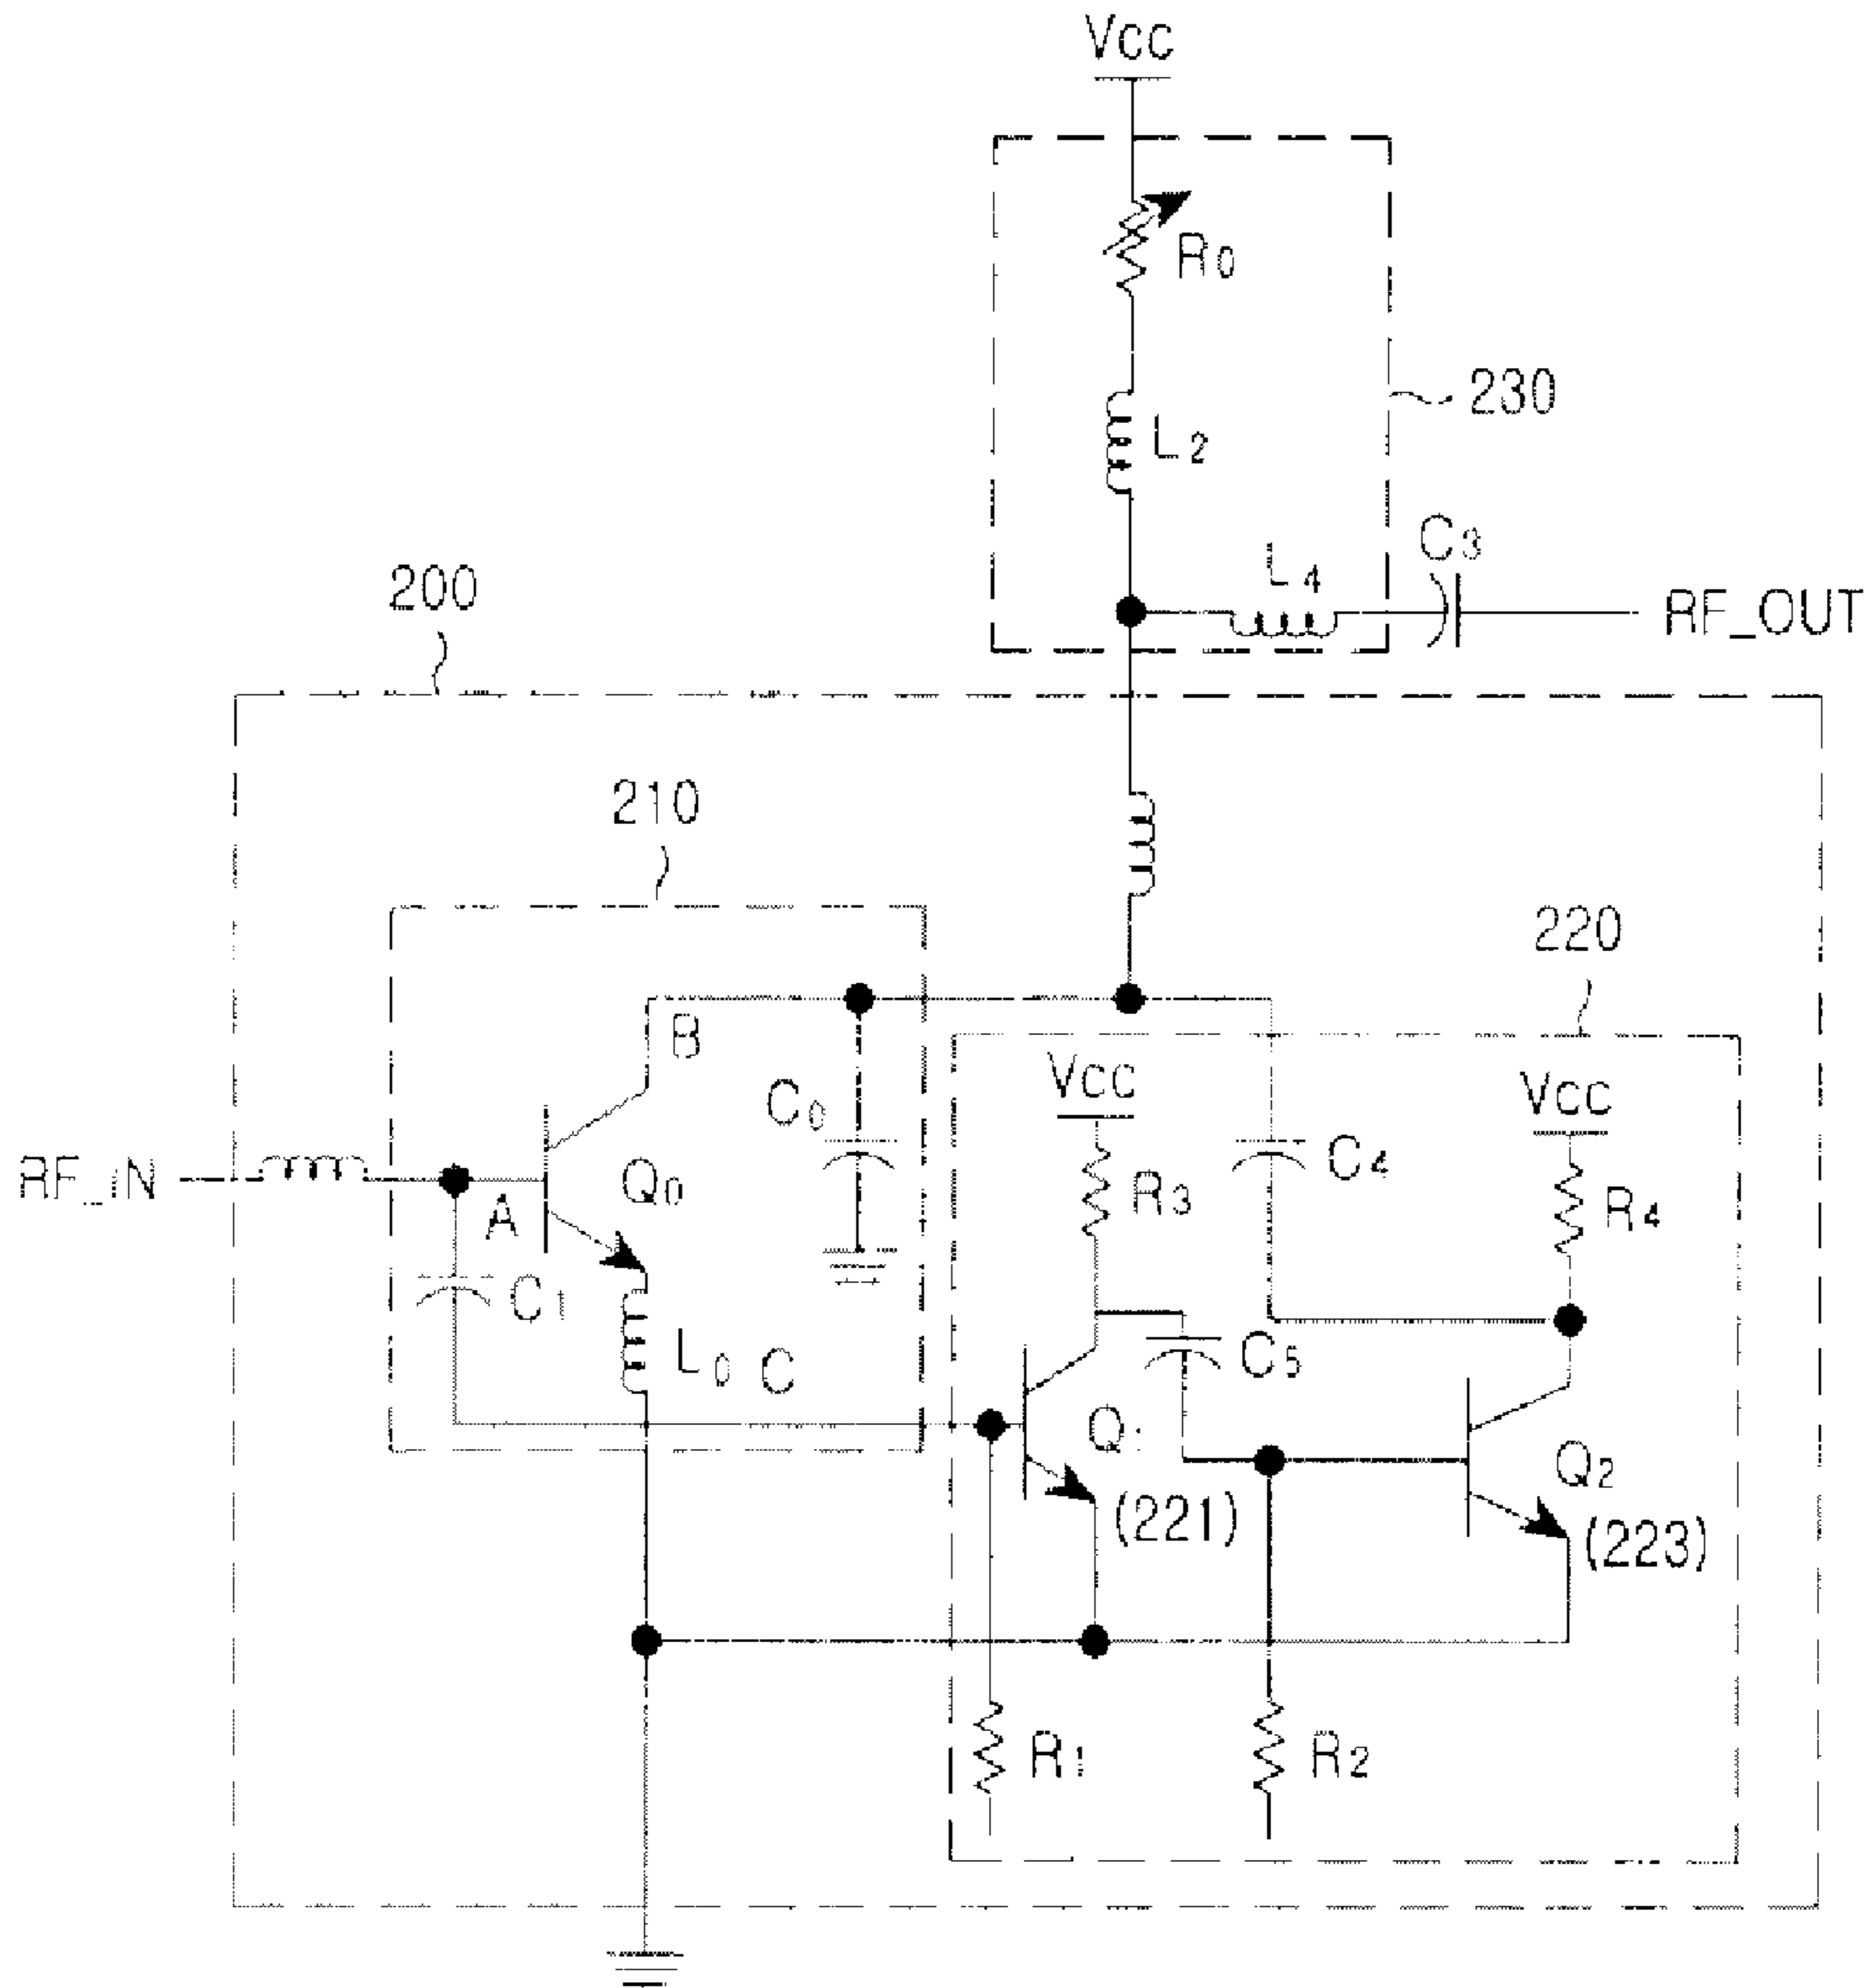 Vcc
R0
230
L2
C3
L4
RF_OUT
200
210
220
B
Vcc
Vcc
C0
C4
R3
R4
RF_IN
Q0
A
C1
C5
L0
C
Q1
Q2
(221)
(223)
R1
R2